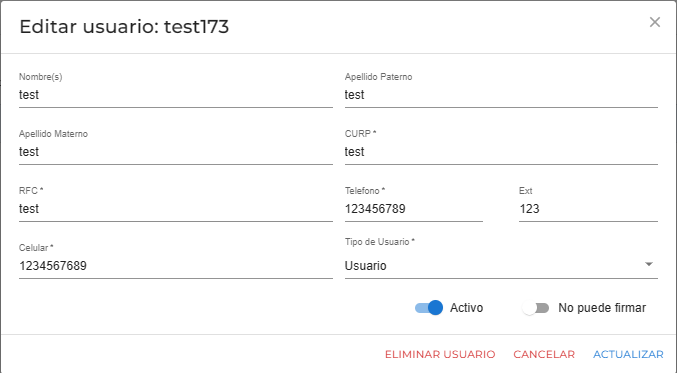 Editar usuario: test173
Nombre(s) Apellido Paterno
test test
Apellido Materno CURP *
test test
RFC * Telefono * Ext
test 123456789 123
Celular * Tipo de Usuario *
1234567689 Usuario
Activo No puede firmar
ELIMINAR USUARIO CANCELAR ACTUALIZAR